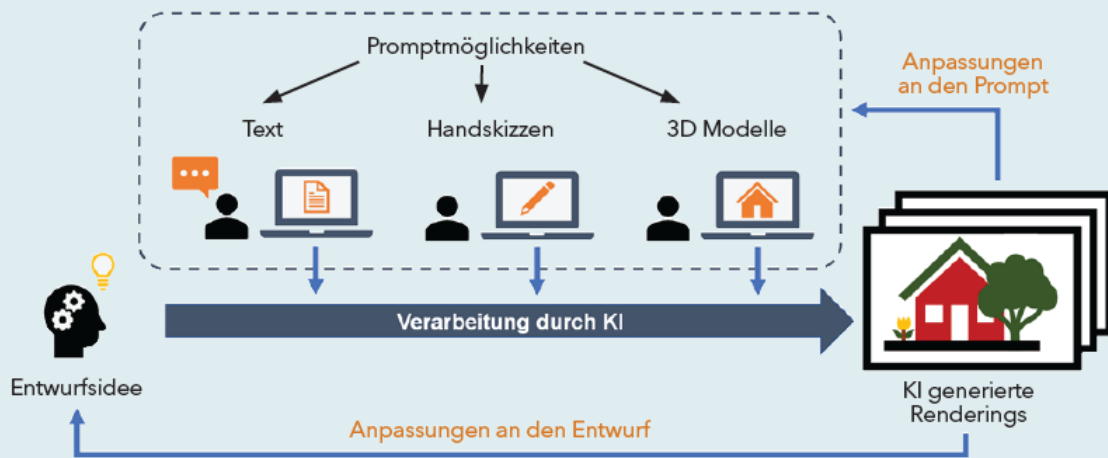 Promptmöglichkeiten
Anpassungen
an den Prompt
Text
Handskizzen
3D Modelle
Verarbeitung durch KI
Entwurfsidee
KI generierte
Renderings
Anpassungen an den Entwurf